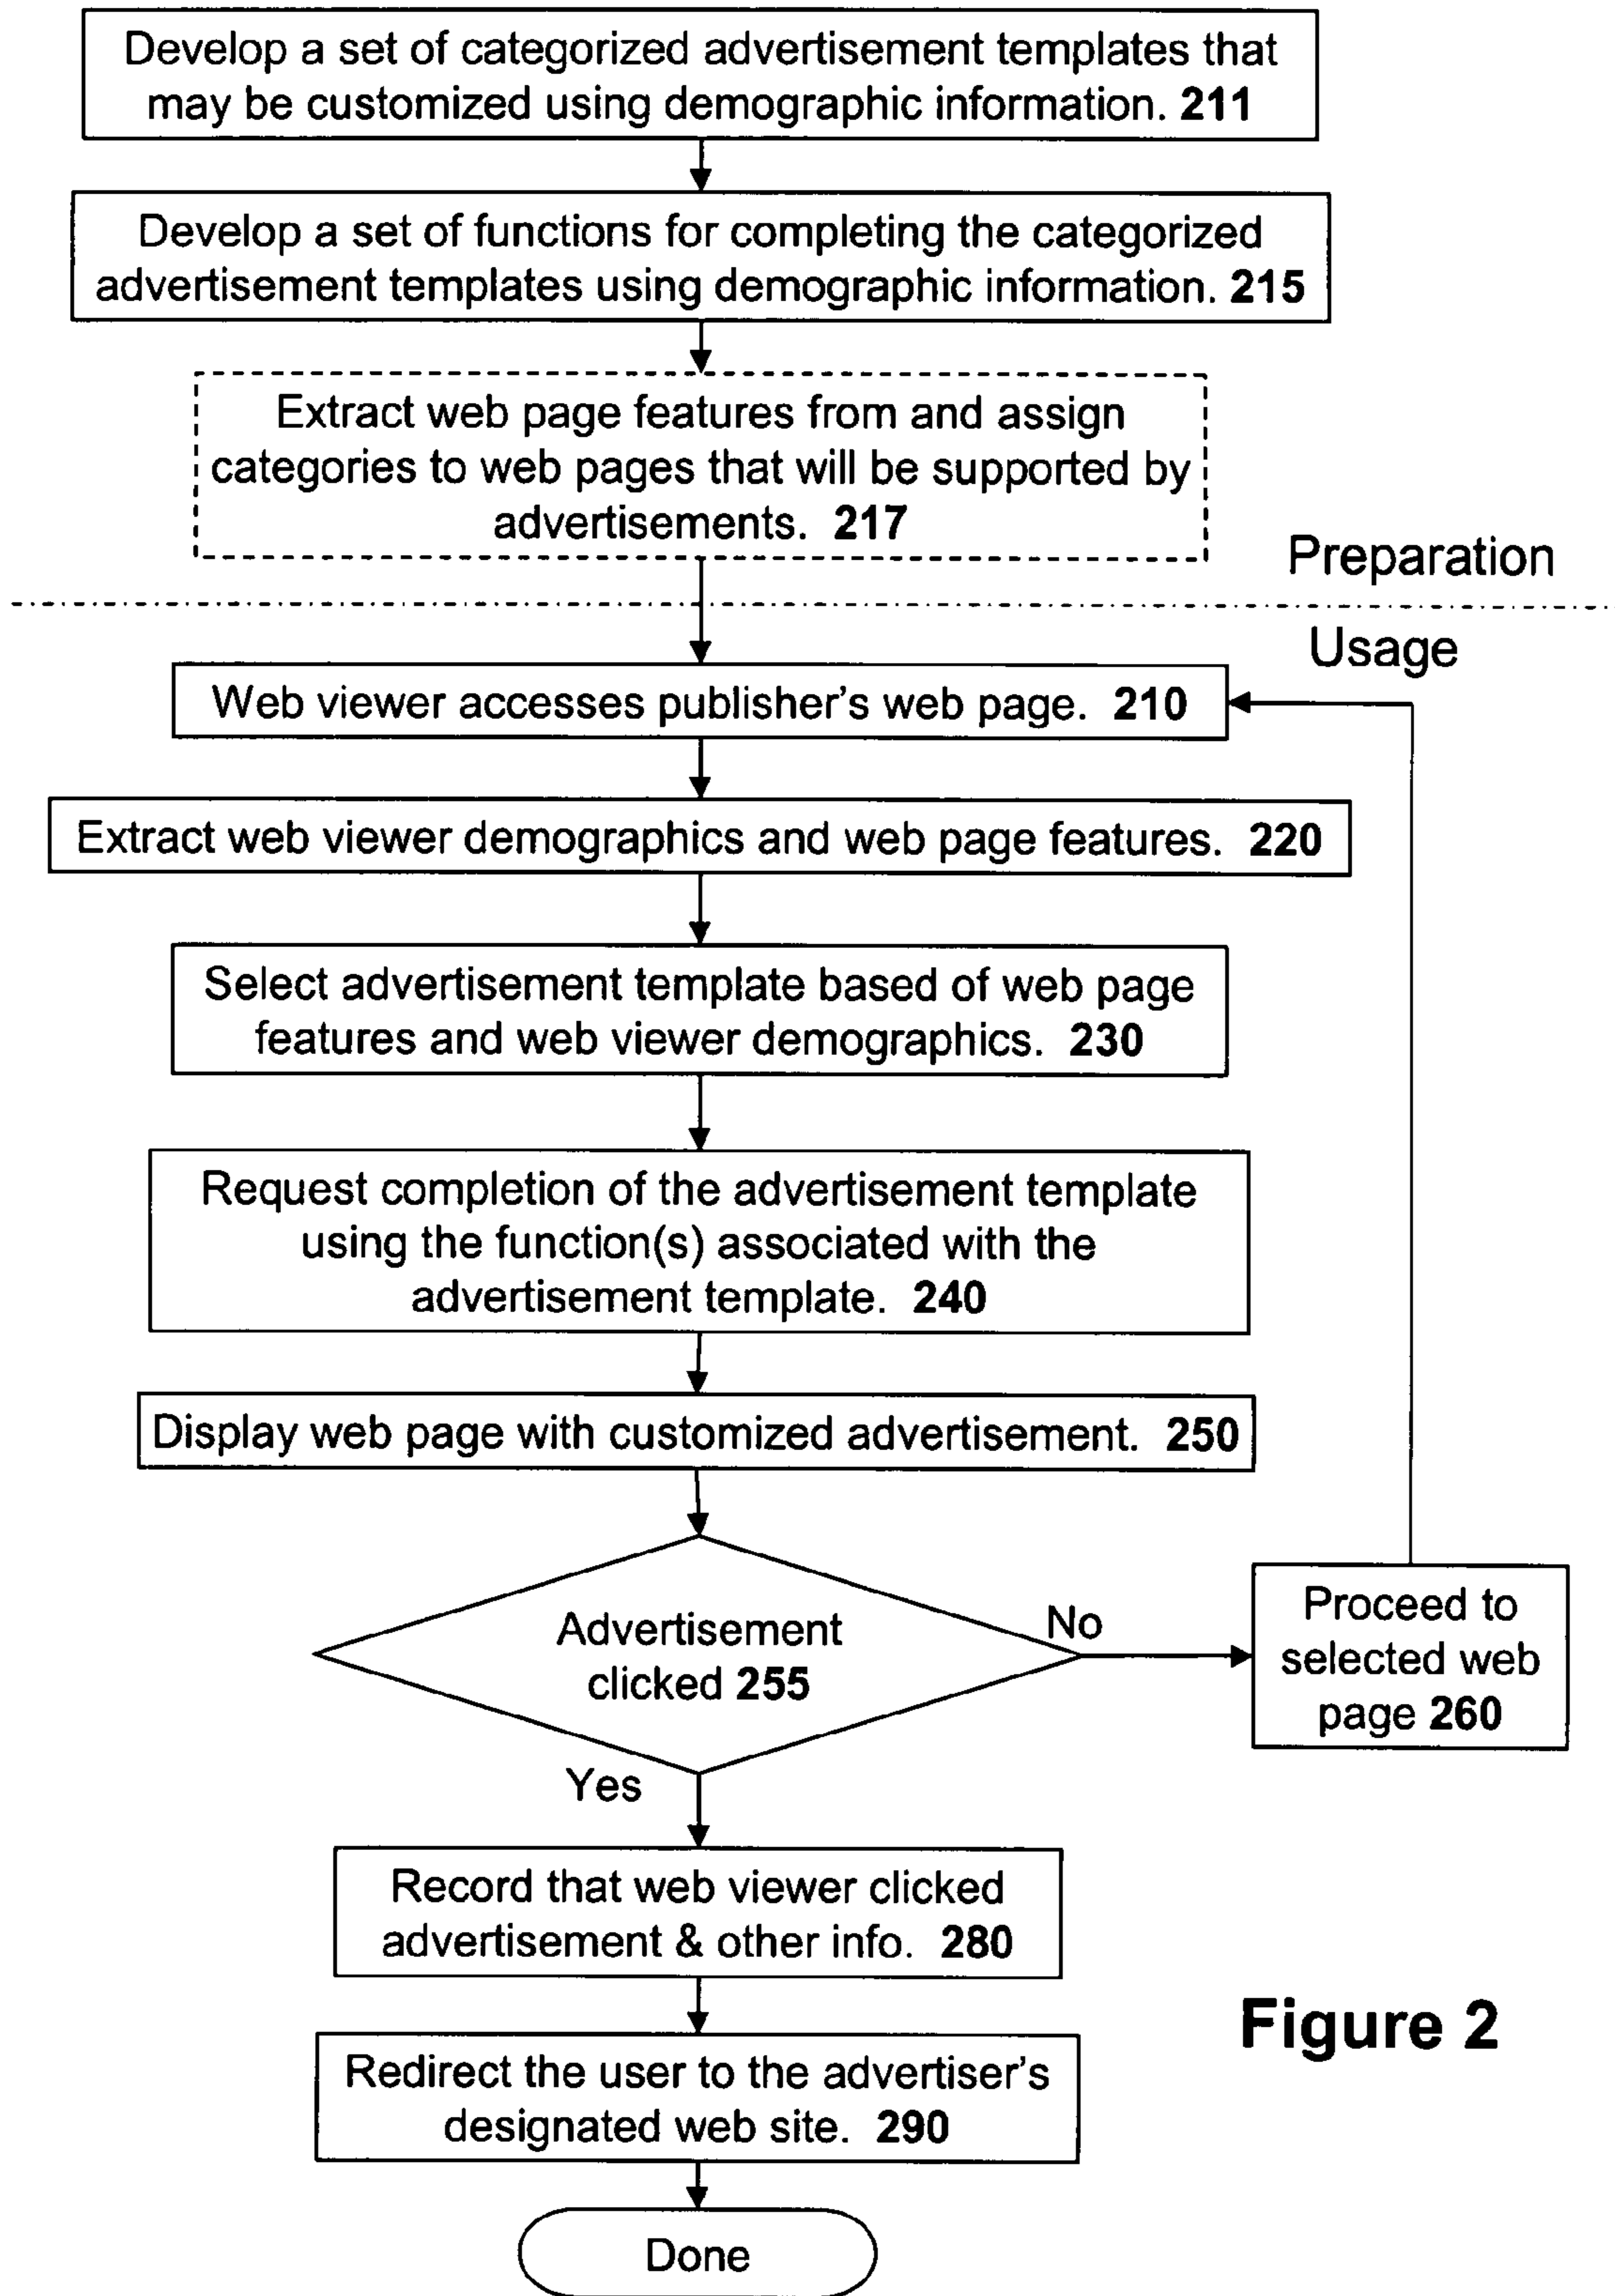 Develop a set of categorized advertisement templates that
may be customized using demographic information. 211
Develop a set of functions for completing the categorized
advertisement templates using demographic information. 215
Extract web page features from and assign
categories to web pages that will be supported by
advertisements. 217
Preparation
Usage
Web viewer accesses publisher's web page. 210
Extract web viewer demographics and web page features. 220
Select advertisement template based of web page
features and web viewer demographics. 230
Request completion of the advertisement template
using the function(s) associated with the
advertisement template. 240
Display web page with customized advertisement. 250
Advertisement
clicked 255
No
Proceed to
selected web
page 260
Yes
Record that web viewer clicked
advertisement & other info. 280
Redirect the user to the advertiser's
designated web site. 290
Figure 2
Done